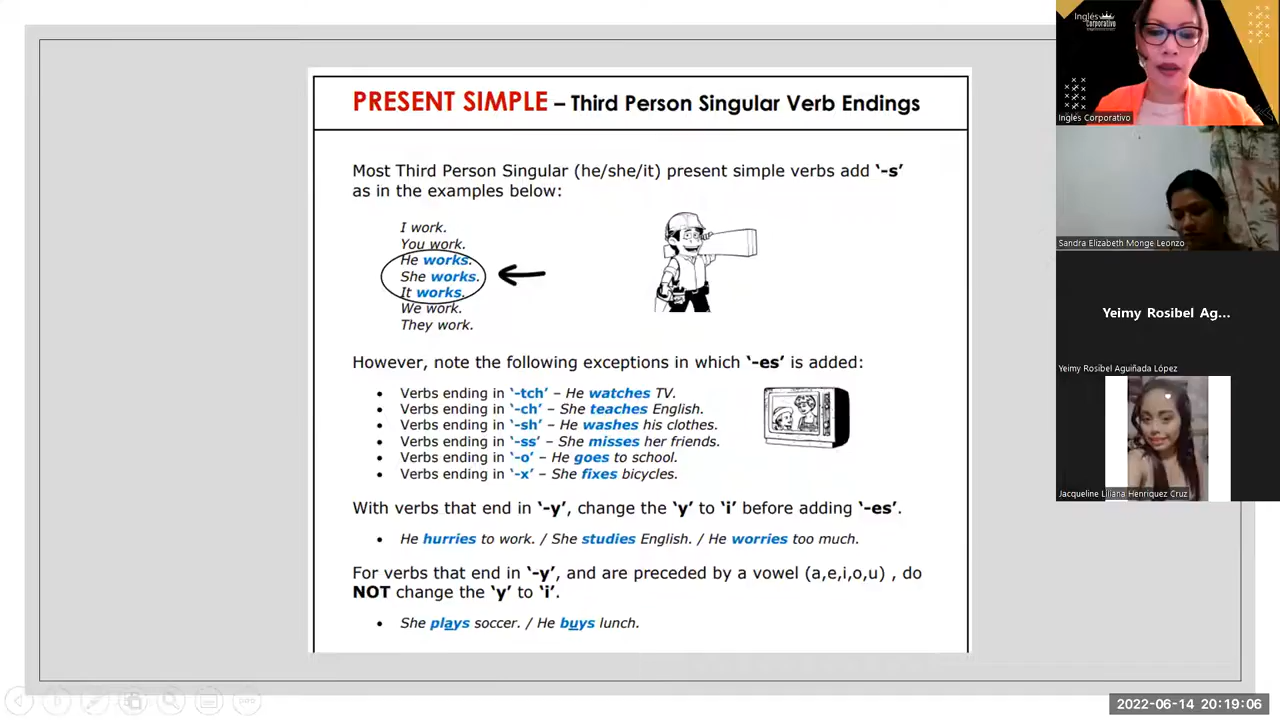 PRESENT SIMPLE – Third Person Singular Verb Endings
Most Third Person Singular (he/she/it) present simple verbs add ‘-s’
as in the examples below:
I work.
You work.
He works.
She works.
It works.
We work.
They work.
However, note the following exceptions in which ‘-es’ is added:
• Verbs ending in ‘-tch’ – He watches TV.
• Verbs ending in ‘-ch’ – She teaches English.
• Verbs ending in ‘-sh’ – He washes his clothes.
• Verbs ending in ‘-ss’ – She misses her friends.
• Verbs ending in ‘-o’ – He goes to school.
• Verbs ending in ‘-x’ – She fixes bicycles.
With verbs that end in ‘-y’, change the ‘y’ to ‘i’ before adding ‘-es’.
• He hurries to work. / She studies English. / He worries too much.
For verbs that end in ‘-y’, and are preceded by a vowel (a,e,i,o,u) , do
NOT change the ‘y’ to ‘i’.
• She plays soccer. / He buys lunch.
Inglés
Corporativo
Inglés Corporativo
Sandra Elizabeth Monge Leonzo
Yeimy Rosibel Ag...
Yeimy Rosibel Aguiñada López
Jacqueline Liliana Henriquez Cruz
2022-06-14 20:19:06